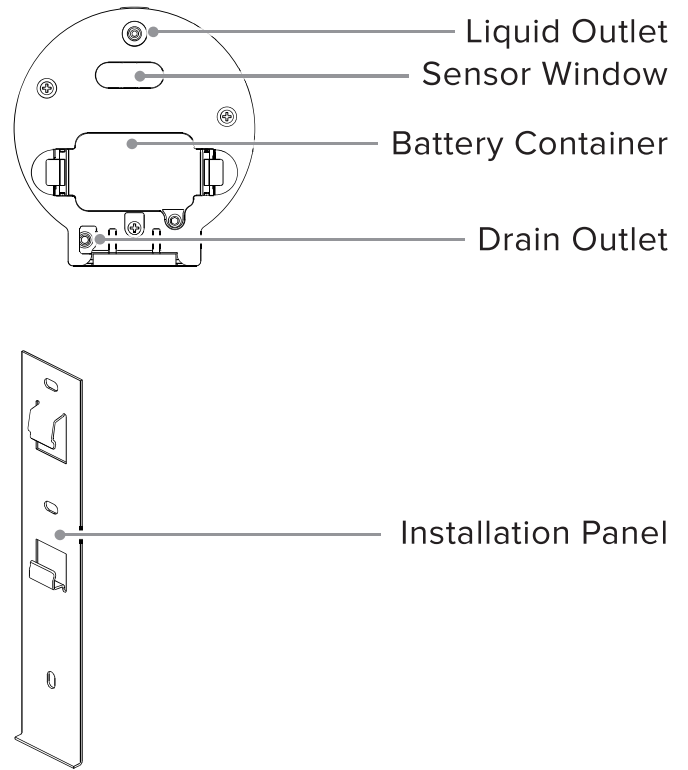 Liquid Outlet
Sensor Window
Battery Container
Drain Outlet
Installation Panel